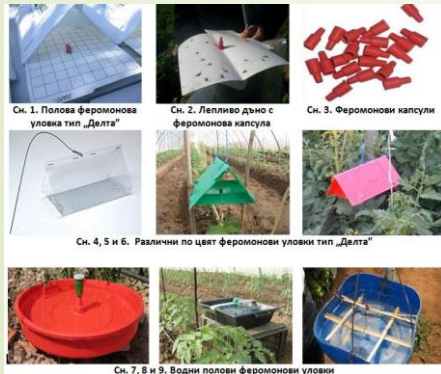 Сн. 1. Полова феромонова
уловка тип „Делта"
Сн. 2. Лепливо дъно с
феромонова капсула
Сн. 3. Феромонови капсули
Сн. 4, 5 и 6. Различни по цвят феромонови уловки тип „Делта"
Сн. 7, 8 и 9. Водни полови феромонови уловки